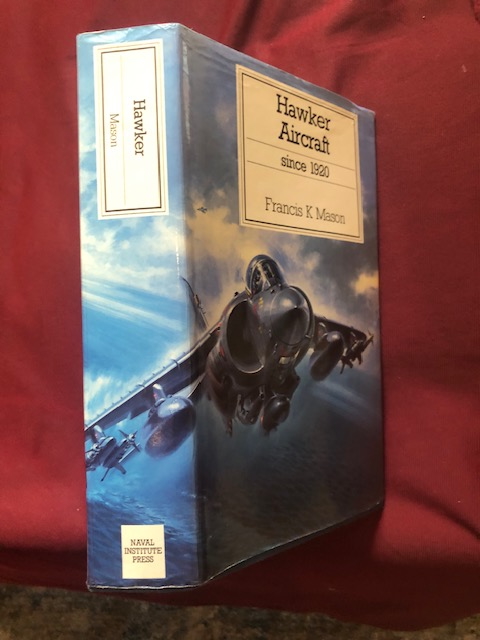 Hawker
Mason
Hawker
Aircraft
since 1920
Francis K Mason
NAVAL
INSTITUTE
PRESS